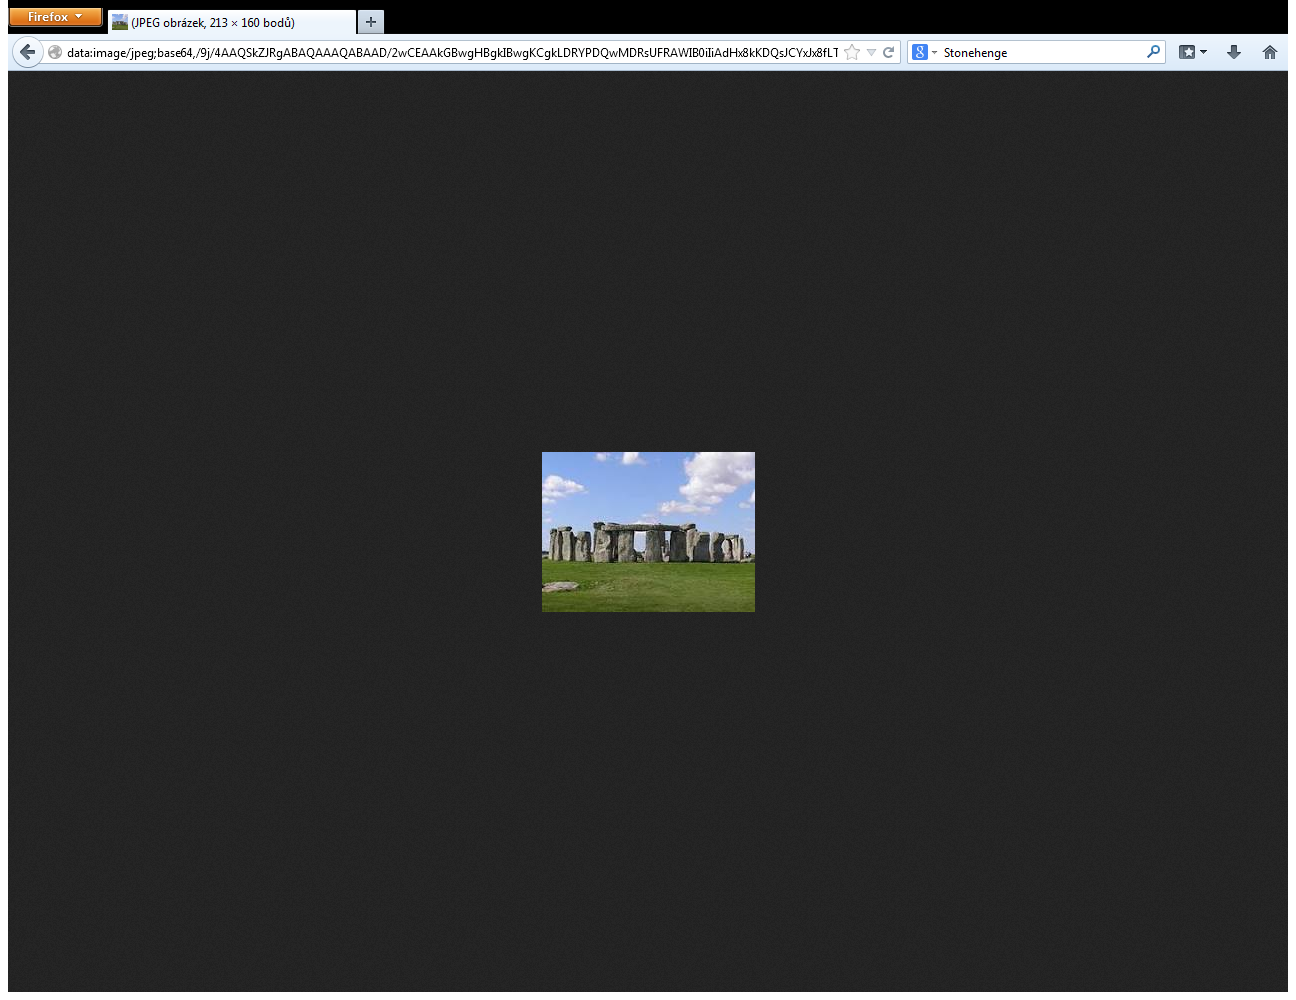 Firefox
(JPEG obrázek, 213 × 160 bodů)
data:image/jpeg;base64,/9j/4AAQSkZJRgABAQAAAQABAAD/2wCEAAkGBwgHBgkIBwgKCgkLDRYPDQwMDRsUFRAWIB0iIiAdHx8kKDQsJCYxJx8fLT
Stonehenge